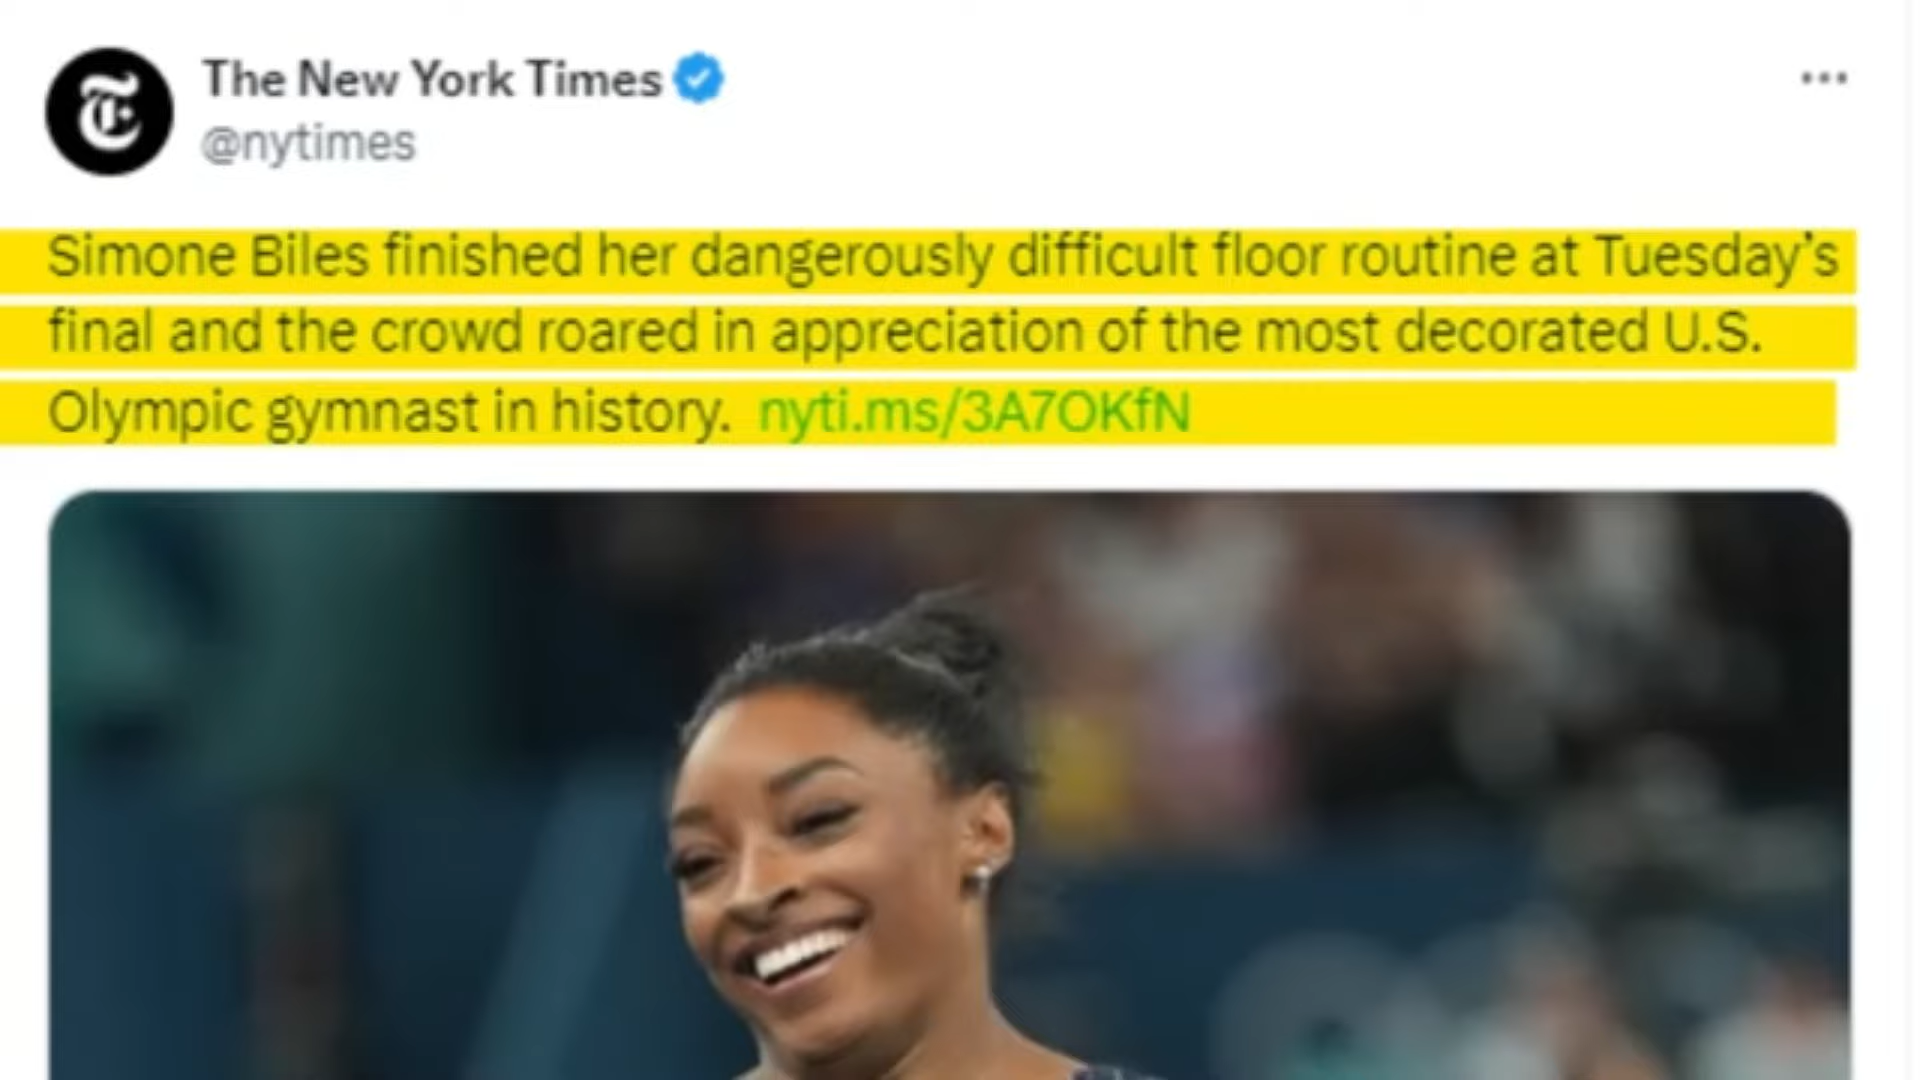 The New York Times
@nytimes
Simone Biles finished her dangerously difficult floor routine at Tuesday's
final and the crowd roared in appreciation of the most decorated U.S.
Olympic gymnast in history. nyti.ms/3A7OKfN